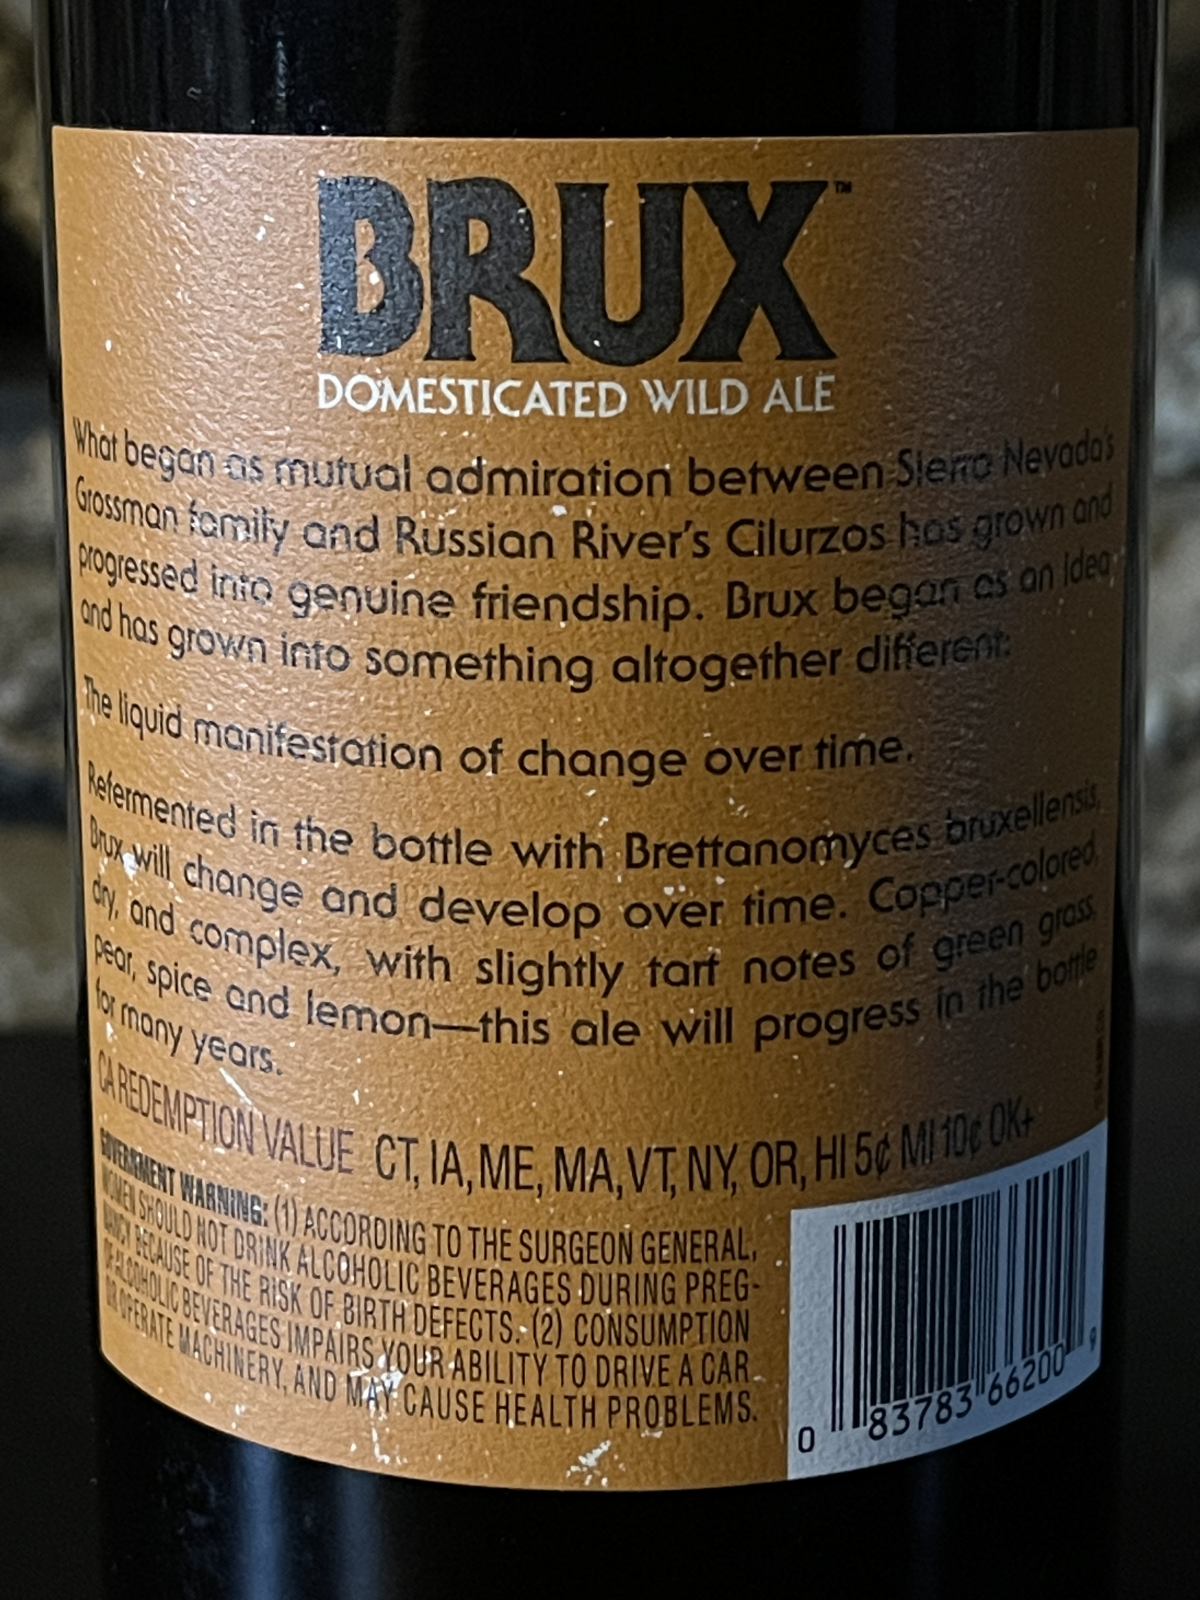 BRUX™
DOMESTICATED WILD ALE
What began as mutual admiration between Sierra Nevada's
Grossman family and Russian River's Cilurzos has grown and
progressed into genuine friendship. Brux began as an idea
and has grown into something altogether different:
The liquid manifestation of change over time.
Refermented in the bottle with Brettanomyces bruxellensis,
Brux will change and develop over time. Copper-colored,
dry, and complex, with slightly tart notes of green grass,
pear, spice and lemon—this ale will progress in the bottle
for many years.
CA REDEMPTION VALUE CT, IA, ME, MA, VT, NY, OR, HI 5¢ MI 10¢ OK+
GOVERNMENT WARNING: (1) ACCORDING TO THE SURGEON GENERAL,
WOMEN SHOULD NOT DRINK ALCOHOLIC BEVERAGES DURING PREG-
NANCY BECAUSE OF THE RISK OF BIRTH DEFECTS. (2) CONSUMPTION
OF ALCOHOLIC BEVERAGES IMPAIRS YOUR ABILITY TO DRIVE A CAR
OR OPERATE MACHINERY, AND MAY CAUSE HEALTH PROBLEMS.
0 83783 66200 9